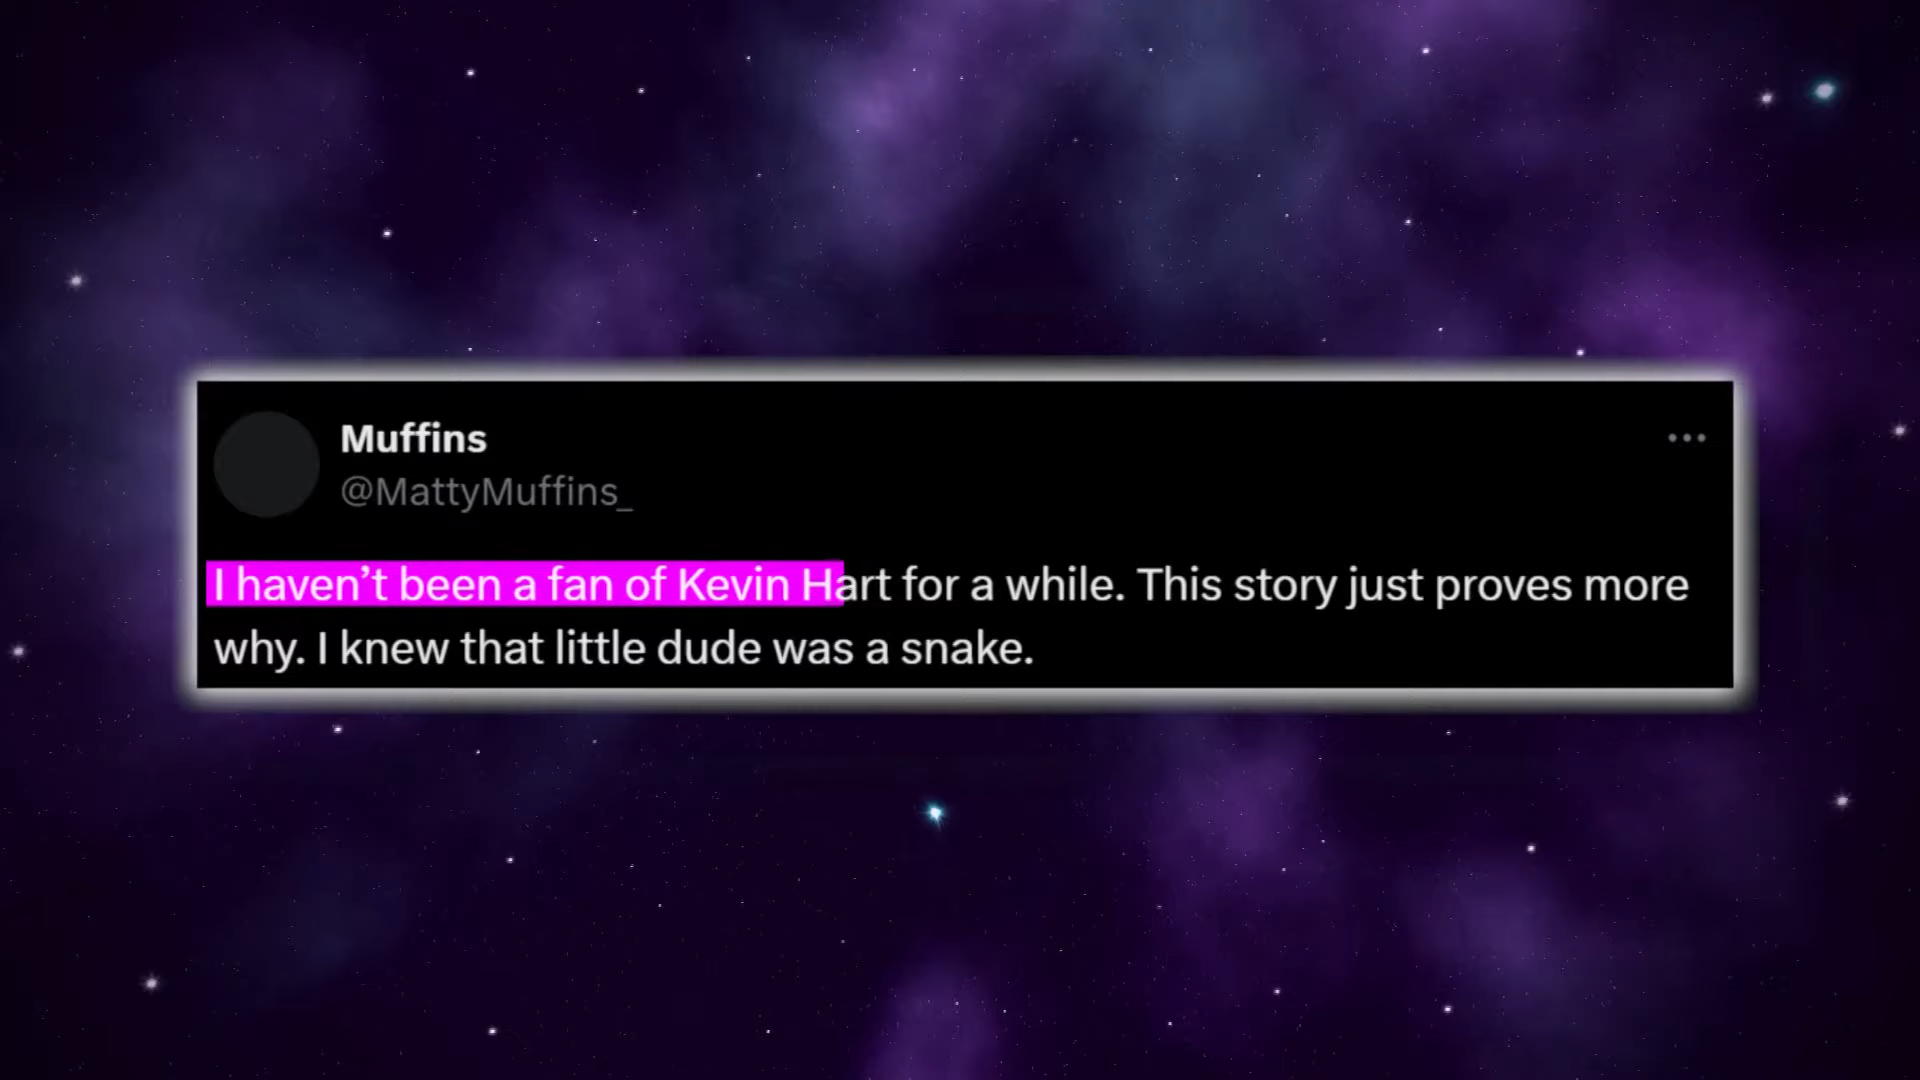 Muffins
@MattyMuffins_
I haven’t been a fan of Kevin Hart for a while. This story just proves more
why. I knew that little dude was a snake.